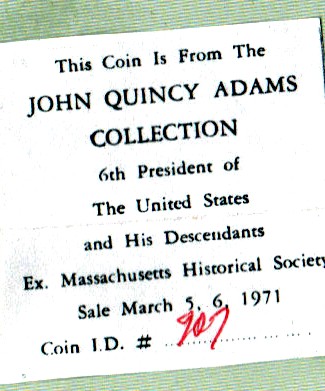 This Coin Is From The
JOHN QUINCY ADAMS
COLLECTION
6th President of
The United States
and His Descendants
Ex. Massachusetts Historical Society
Sale March 5, 6, 1971
Coin I.D. # 907